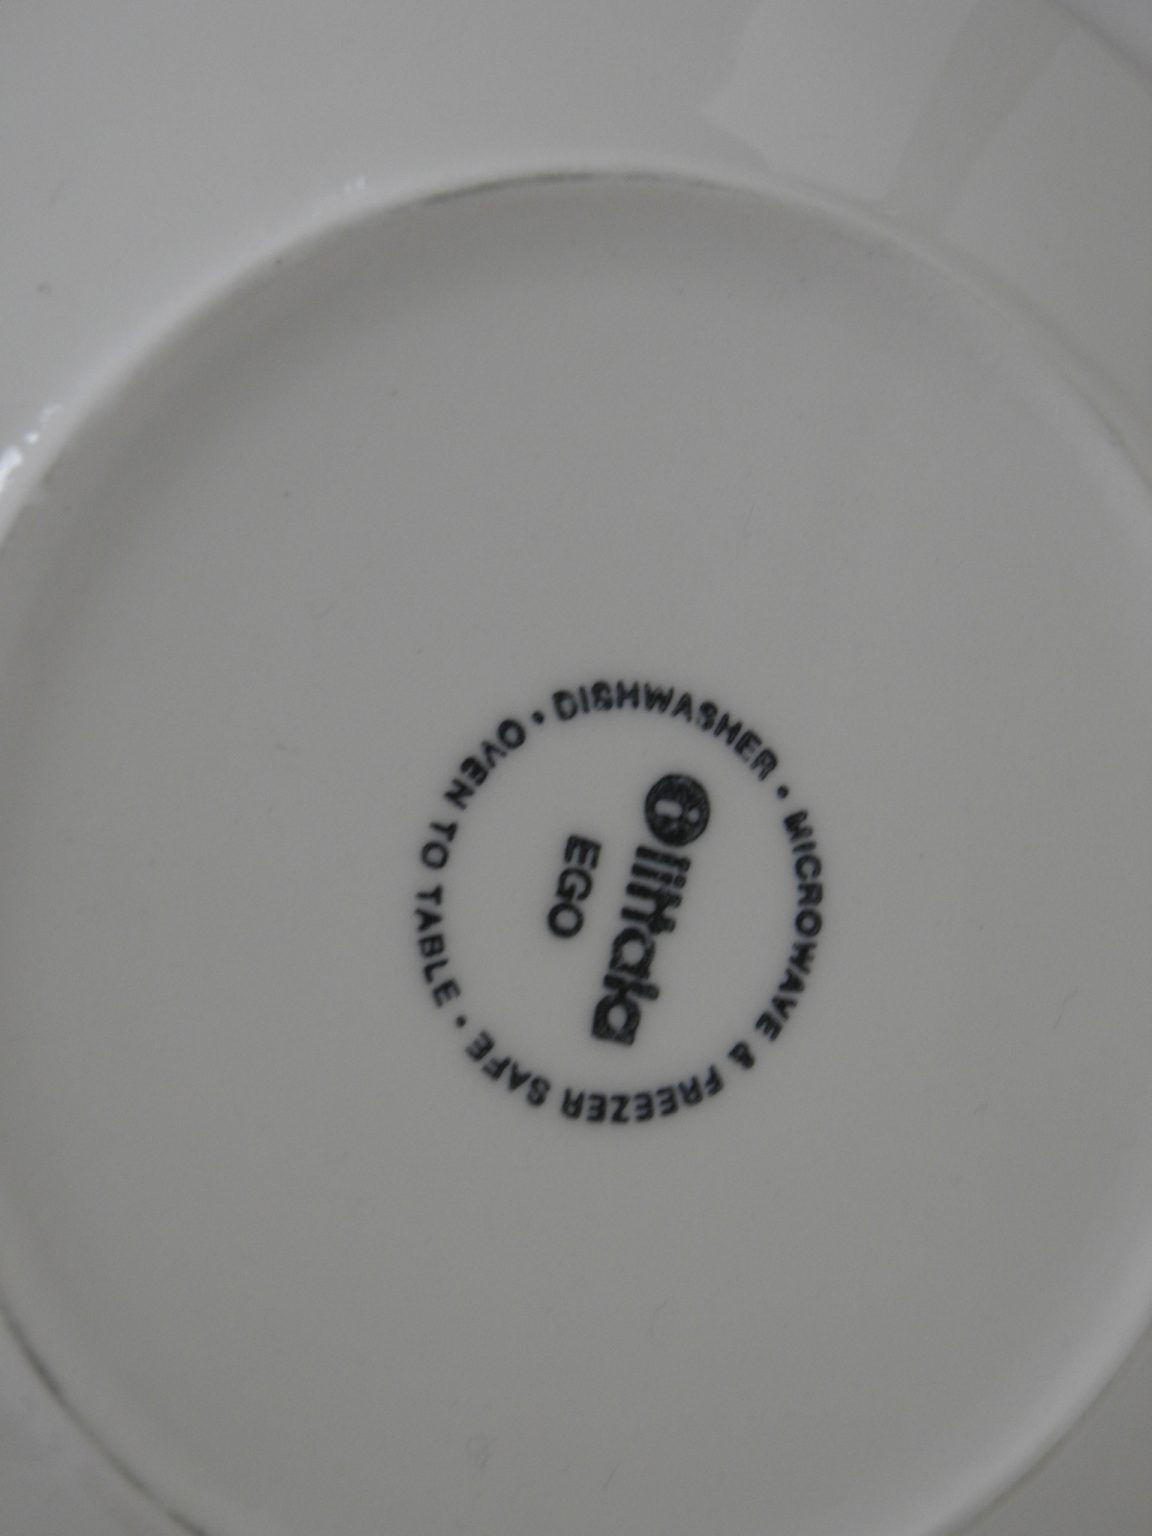 iittala
EGO
OVEN TO TABLE • DISHWASHER • MICROWAVE & FREEZER SAFE •